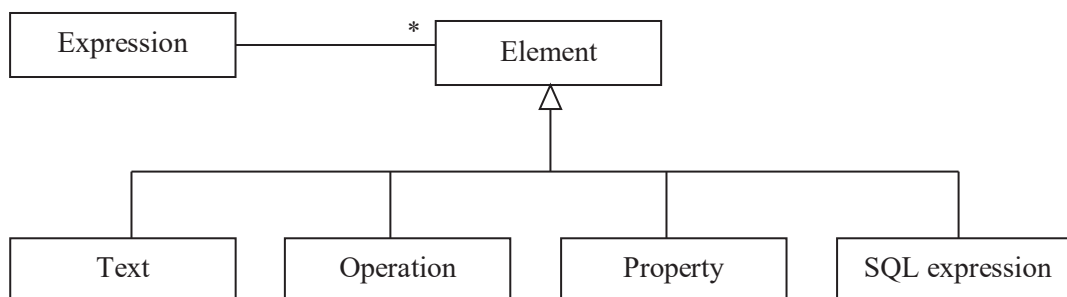 Expression
*
Element
Text
Operation
Property
SQL expression